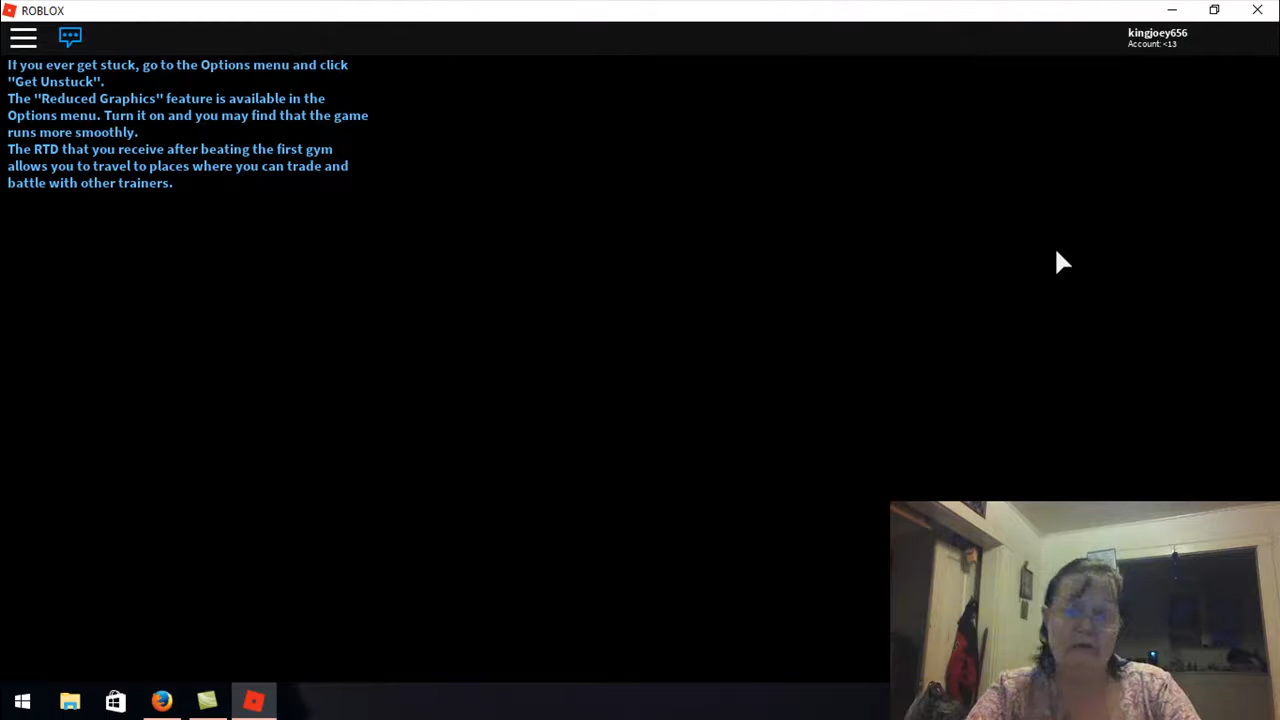 ROBLOX
kingjoey656
Account: <13
If you ever get stuck, go to the Options menu and click
"Get Unstuck".
The "Reduced Graphics" feature is available in the
Options menu. Turn it on and you may find that the game
runs more smoothly.
The RTD that you receive after beating the first gym
allows you to travel to places where you can trade and
battle with other trainers.